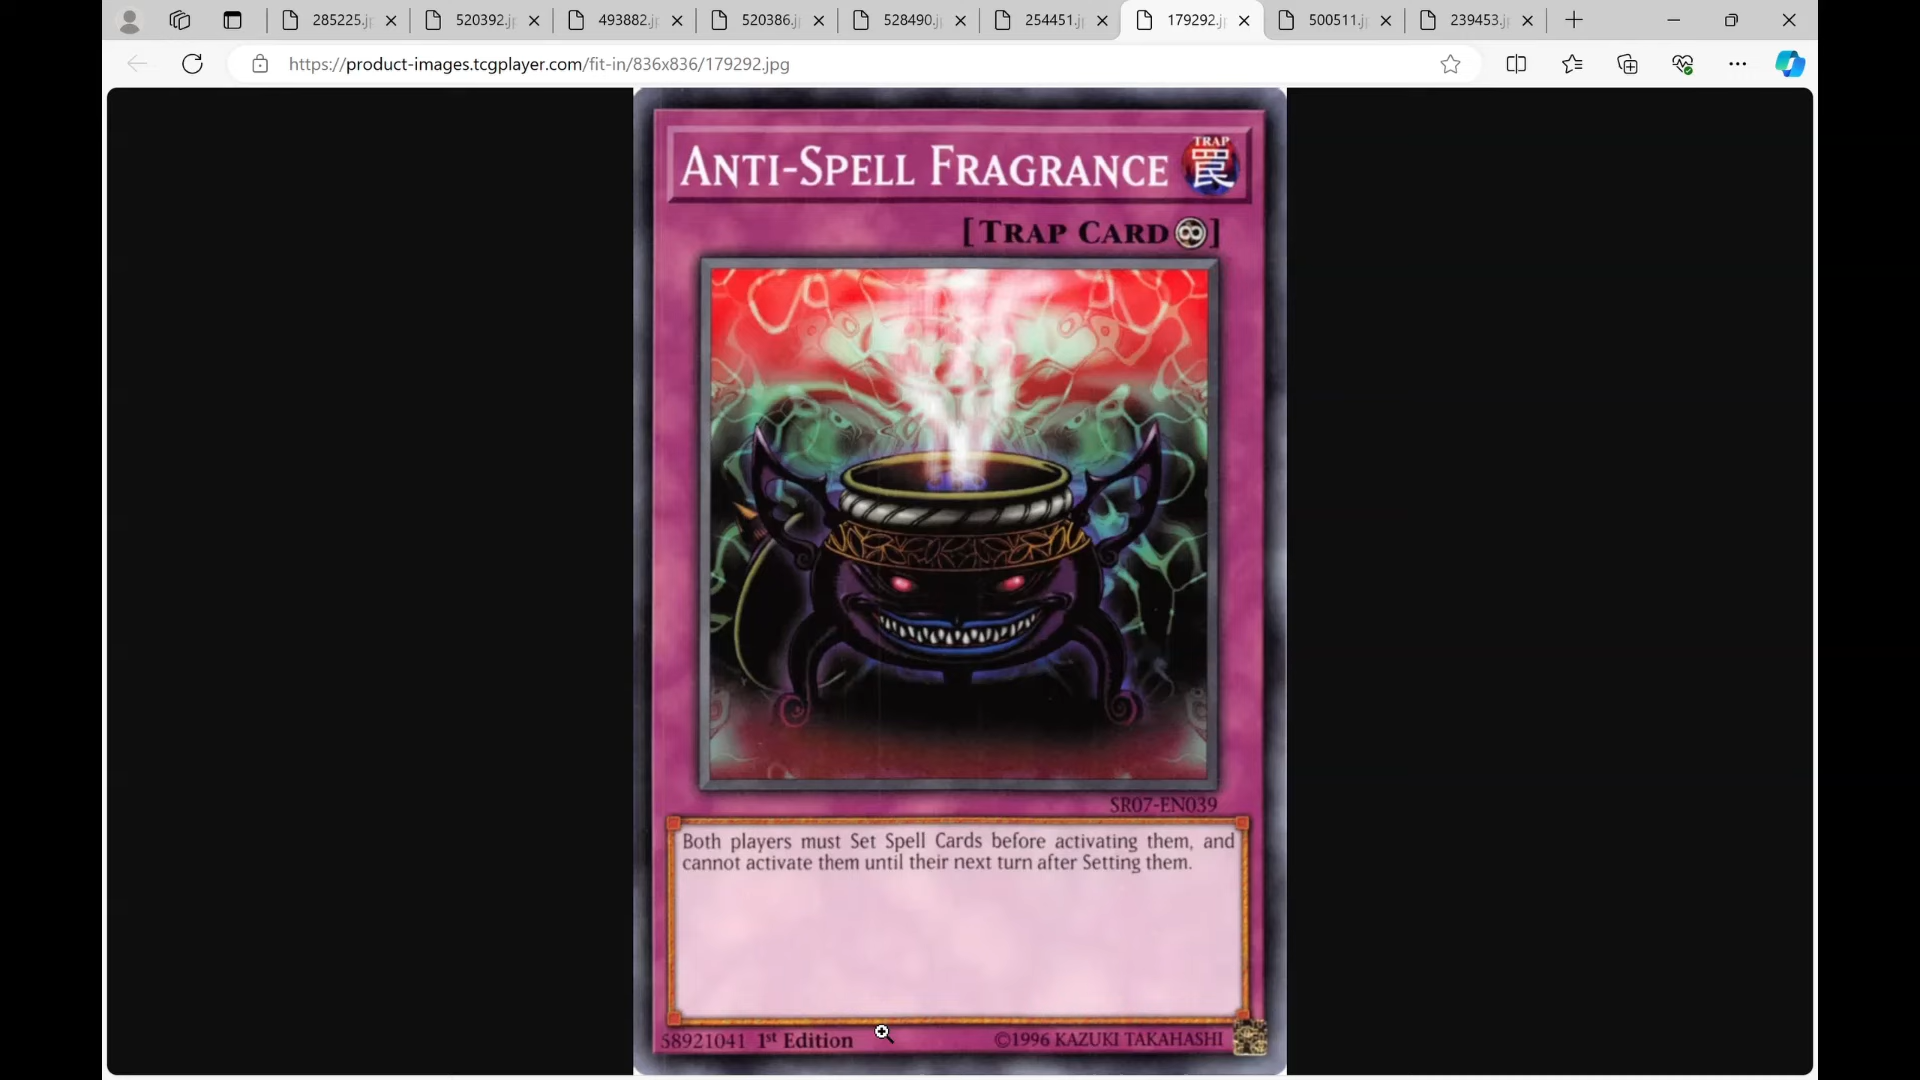 285225.j
520392.j
493882.j
520386.j
528490.j
254451.j
179292.j
500511.j
239453.j
https://product-images.tcgplayer.com/fit-in/836x836/179292.jpg
ANTI-SPELL FRAGRANCE
TRAP
罠
[TRAP CARD]
SR07-EN039
Both players must Set Spell Cards before activating them, and
cannot activate them until their next turn after Setting them.
58921041 1st Edition
©1996 KAZUKI TAKAHASHI